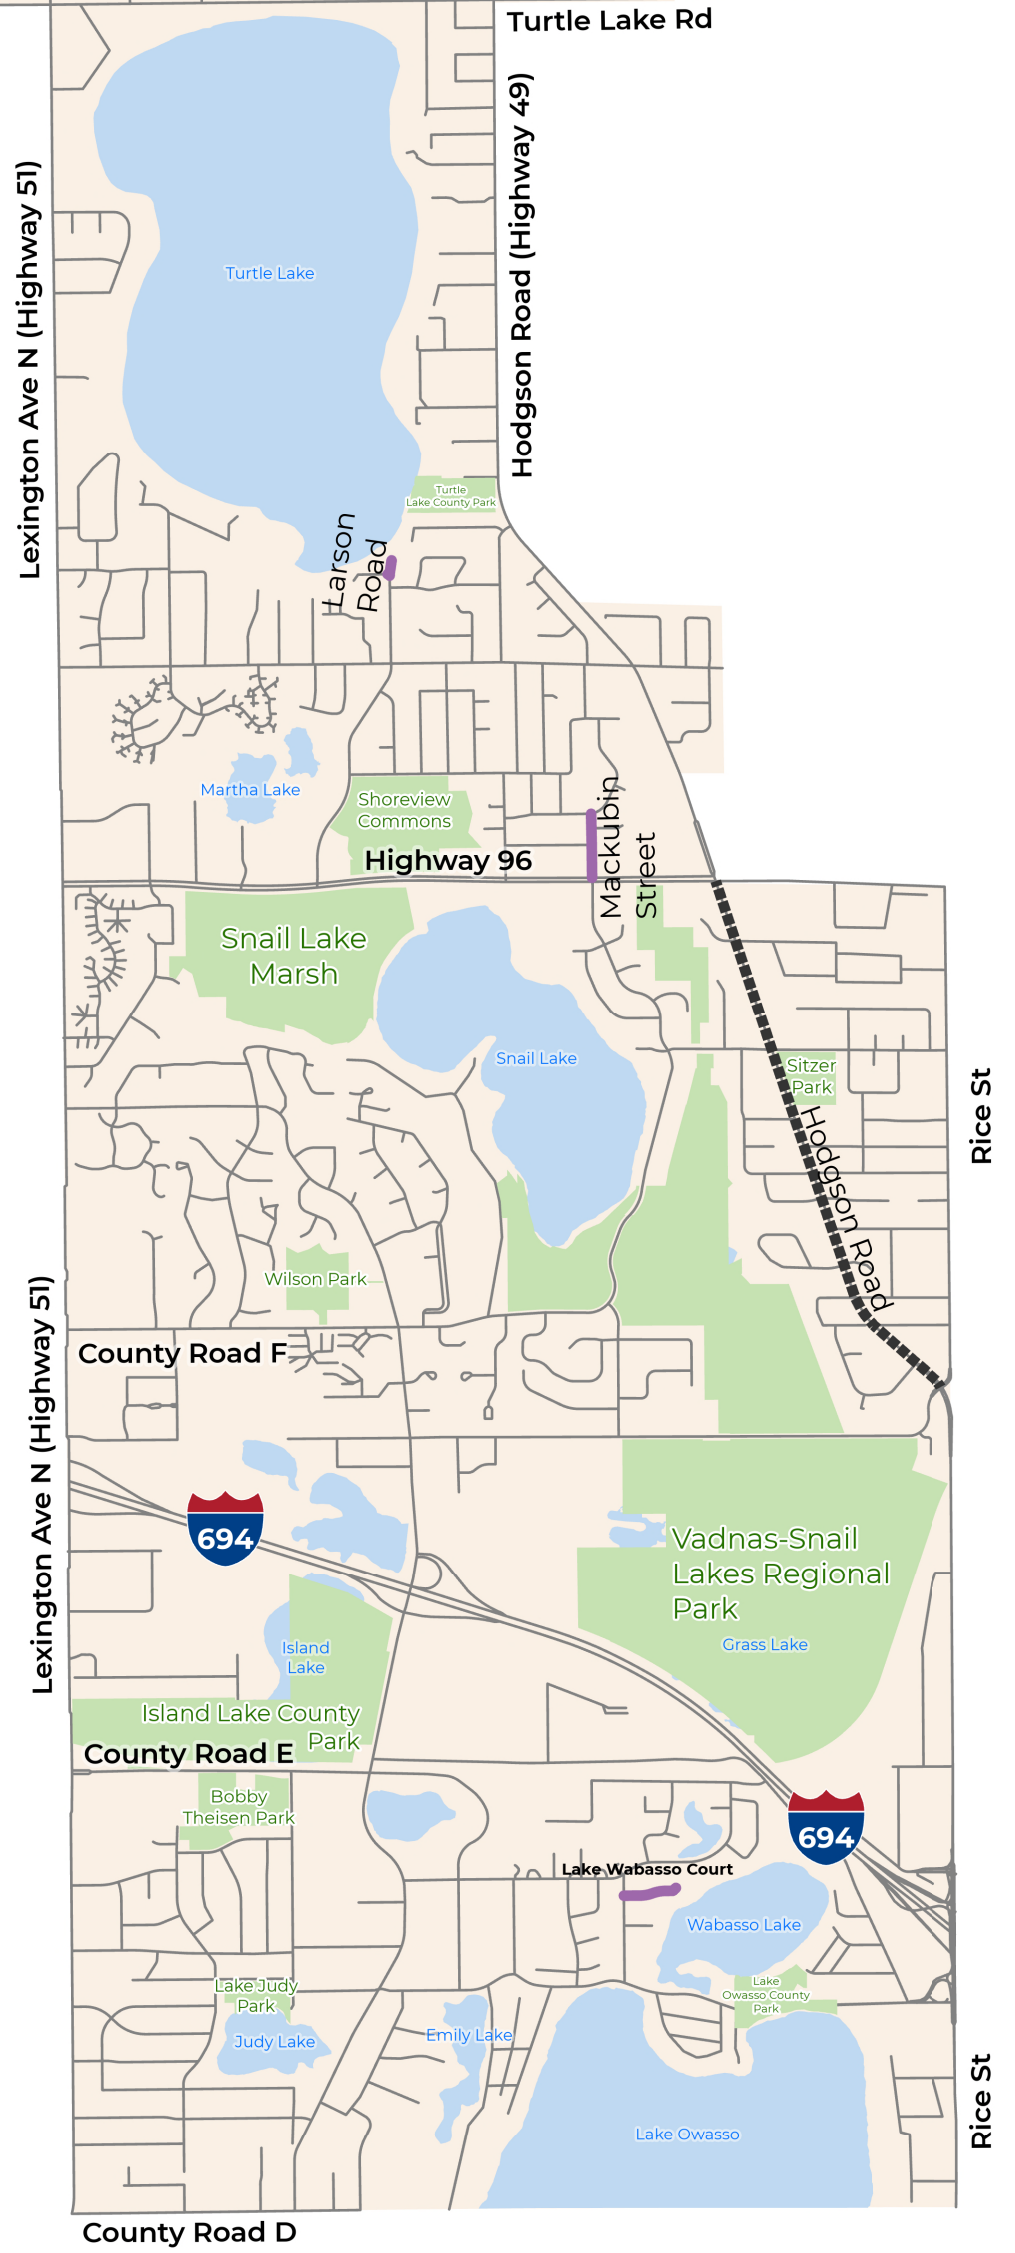 Turtle Lake Rd
Hodgson Road (Highway 49)
Lexington Ave N (Highway 51)
Turtle Lake
Turtle
Lake County Park
Larson
Road
Martha Lake
Shoreview
Commons
Highway 96
Mackubin
Street
Snail Lake
Marsh
Snail Lake
Sitzer
Park
Rice St
Hodgson Road
Wilson Park
County Road F
Lexington Ave N (Highway 51)
694
Vadnas-Snail
Lakes Regional
Park
Grass Lake
Island
Lake
Island Lake County
Park
County Road E
Bobby
Theisen Park
694
Lake Wabasso Court
Wabasso Lake
Lake
Owasso County
Park
Lake Judy
Park
Judy Lake
Emily Lake
Rice St
Lake Owasso
County Road D